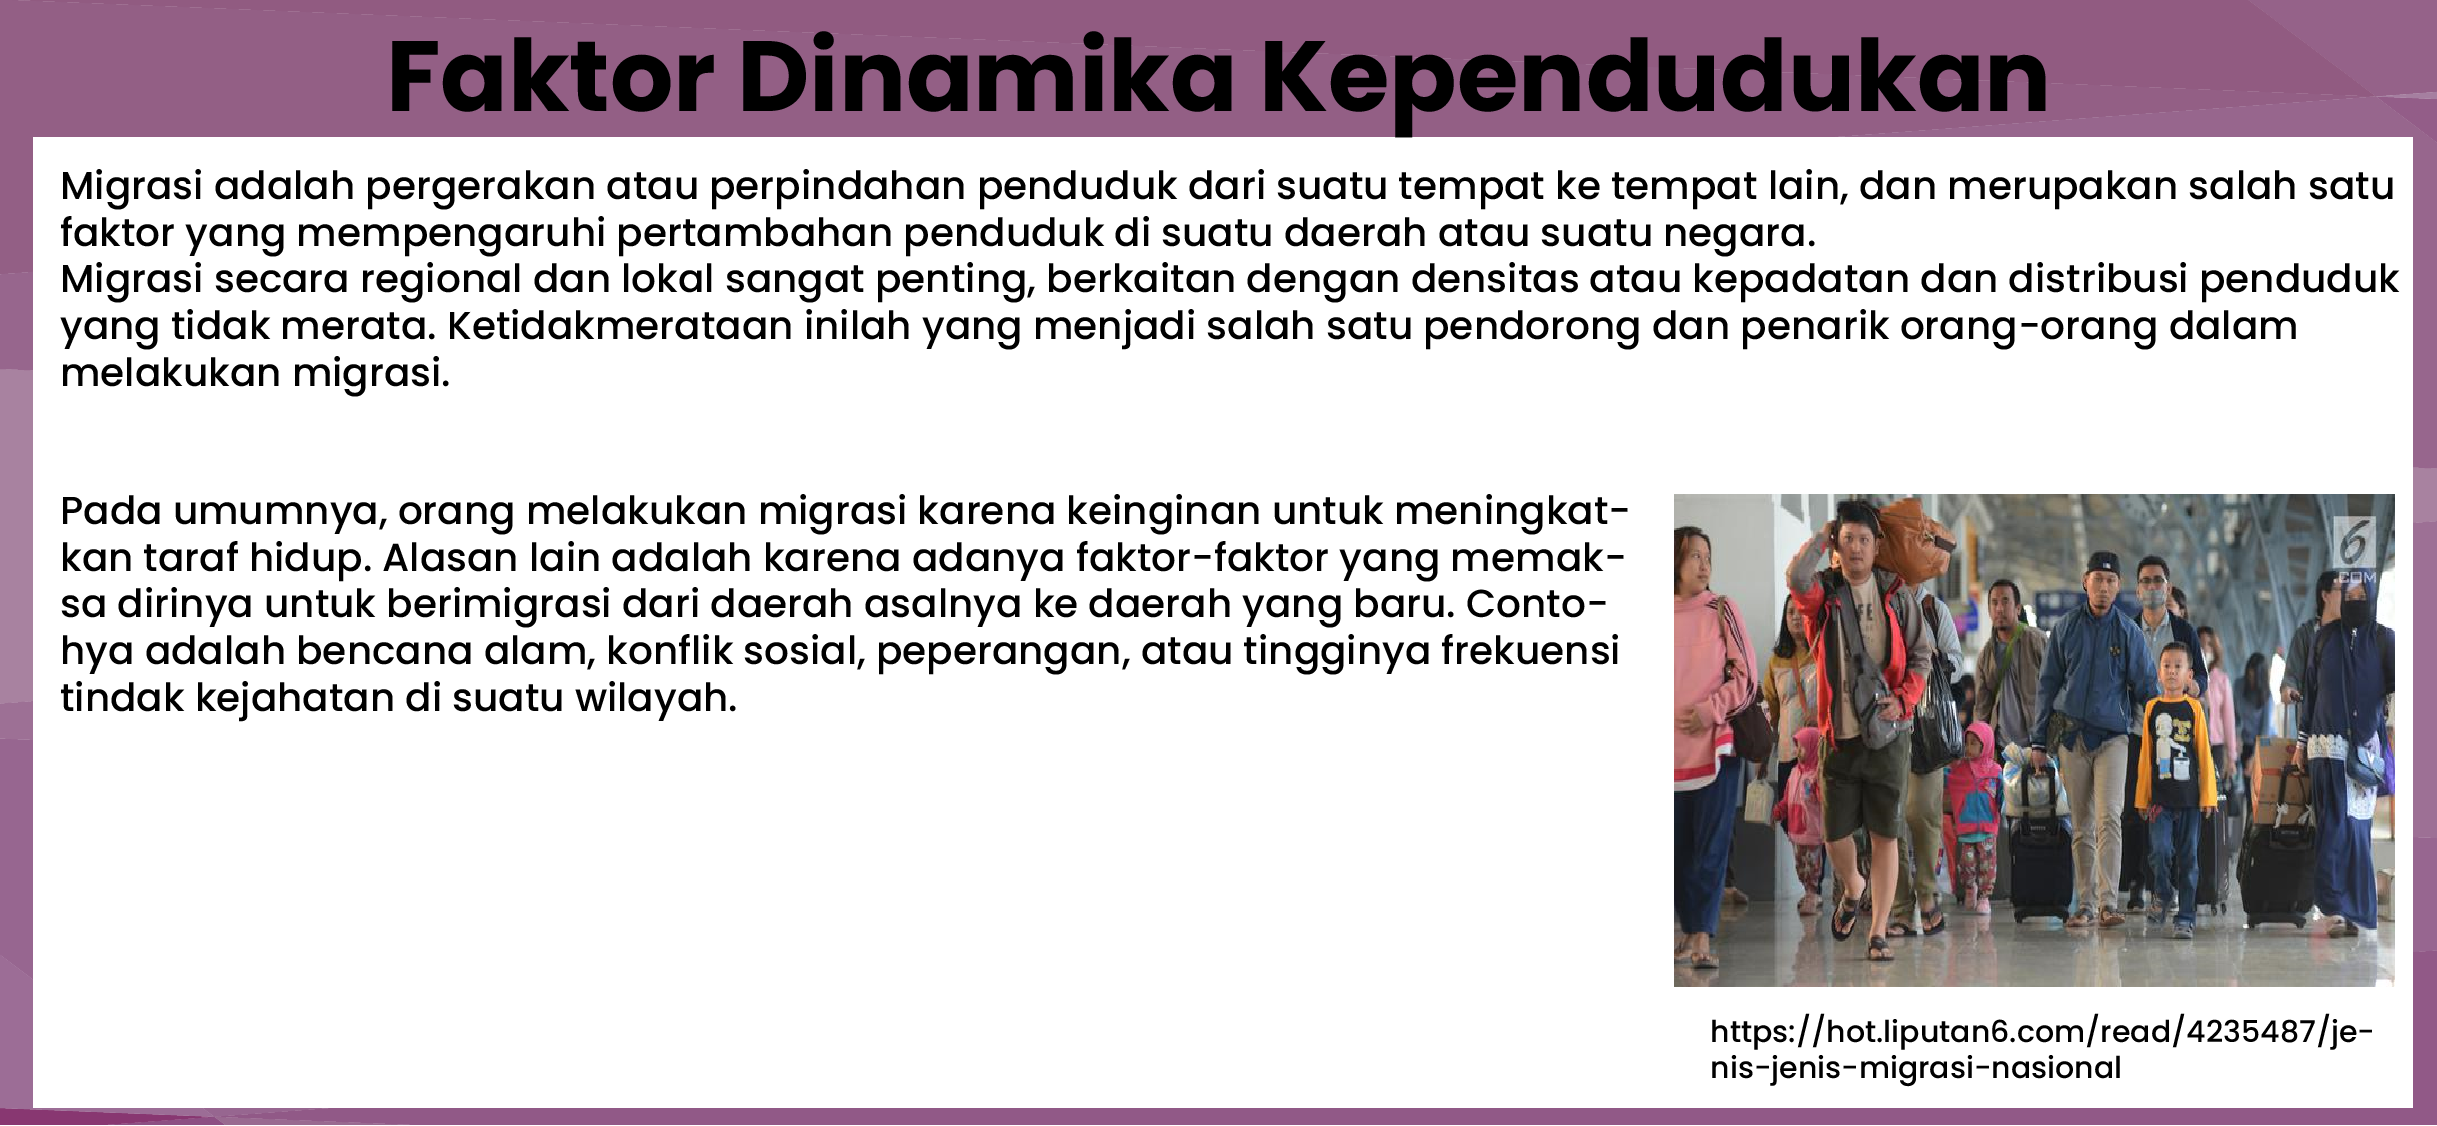 Faktor Dinamika Kependudukan
Migrasi adalah pergerakan atau perpindahan penduduk dari suatu tempat ke tempat lain, dan merupakan salah satu
faktor yang mempengaruhi pertambahan penduduk di suatu daerah atau suatu negara.
Migrasi secara regional dan lokal sangat penting, berkaitan dengan densitas atau kepadatan dan distribusi penduduk
yang tidak merata. Ketidakmerataan inilah yang menjadi salah satu pendorong dan penarik orang-orang dalam
melakukan migrasi.
Pada umumnya, orang melakukan migrasi karena keinginan untuk meningkat-
kan taraf hidup. Alasan lain adalah karena adanya faktor-faktor yang memak-
sa dirinya untuk berimigrasi dari daerah asalnya ke daerah yang baru. Conto-
hya adalah bencana alam, konflik sosial, peperangan, atau tingginya frekuensi
tindak kejahatan di suatu wilayah.
6
.COM
https://hot.liputan6.com/read/4235487/je-
nis-jenis-migrasi-nasional